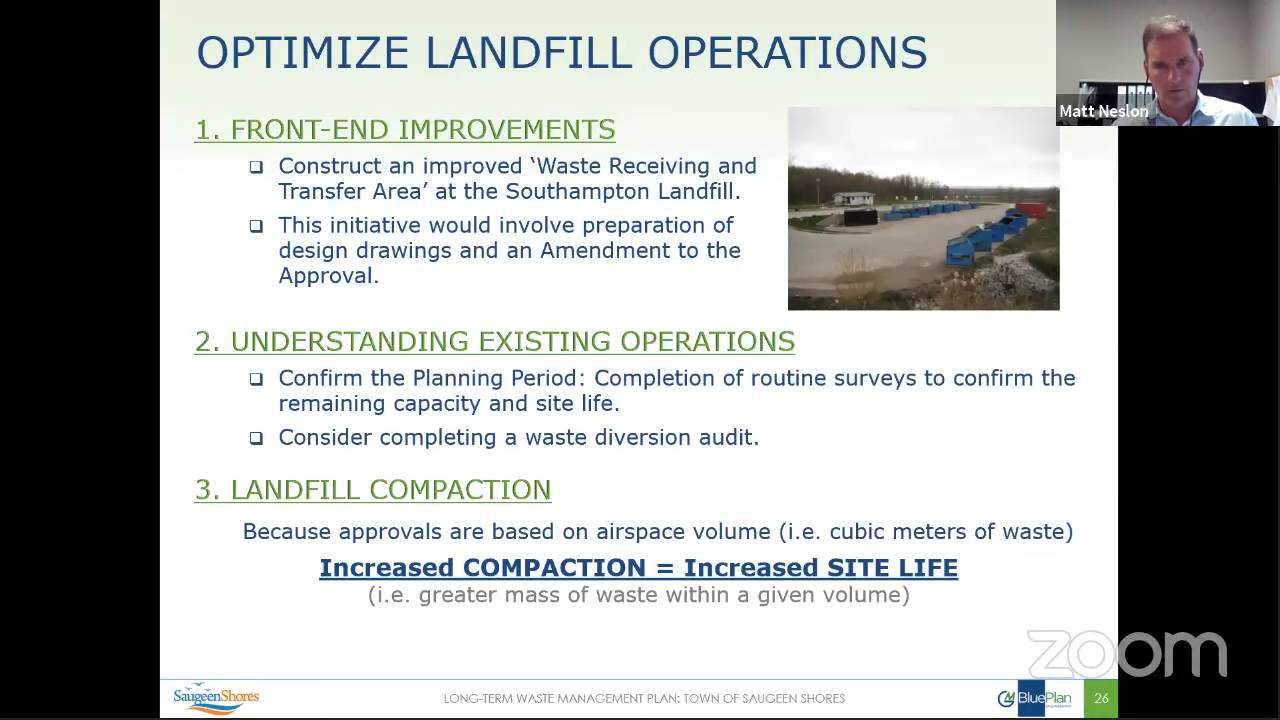 OPTIMIZE LANDFILL OPERATIONS
Matt Neslon
1. FRONT-END IMPROVEMENTS
❑ Construct an improved ‘Waste Receiving and
Transfer Area’ at the Southampton Landfill.
❑ This initiative would involve preparation of
design drawings and an Amendment to the
Approval.
2. UNDERSTANDING EXISTING OPERATIONS
❑ Confirm the Planning Period: Completion of routine surveys to confirm the
remaining capacity and site life.
❑ Consider completing a waste diversion audit.
3. LANDFILL COMPACTION
Because approvals are based on airspace volume (i.e. cubic meters of waste)
Increased COMPACTION = Increased SITE LIFE
(i.e. greater mass of waste within a given volume)
zoom
Saugeen Shores
LONG-TERM WASTE MANAGEMENT PLAN: TOWN OF SAUGEEN SHORES
BluePlan
26